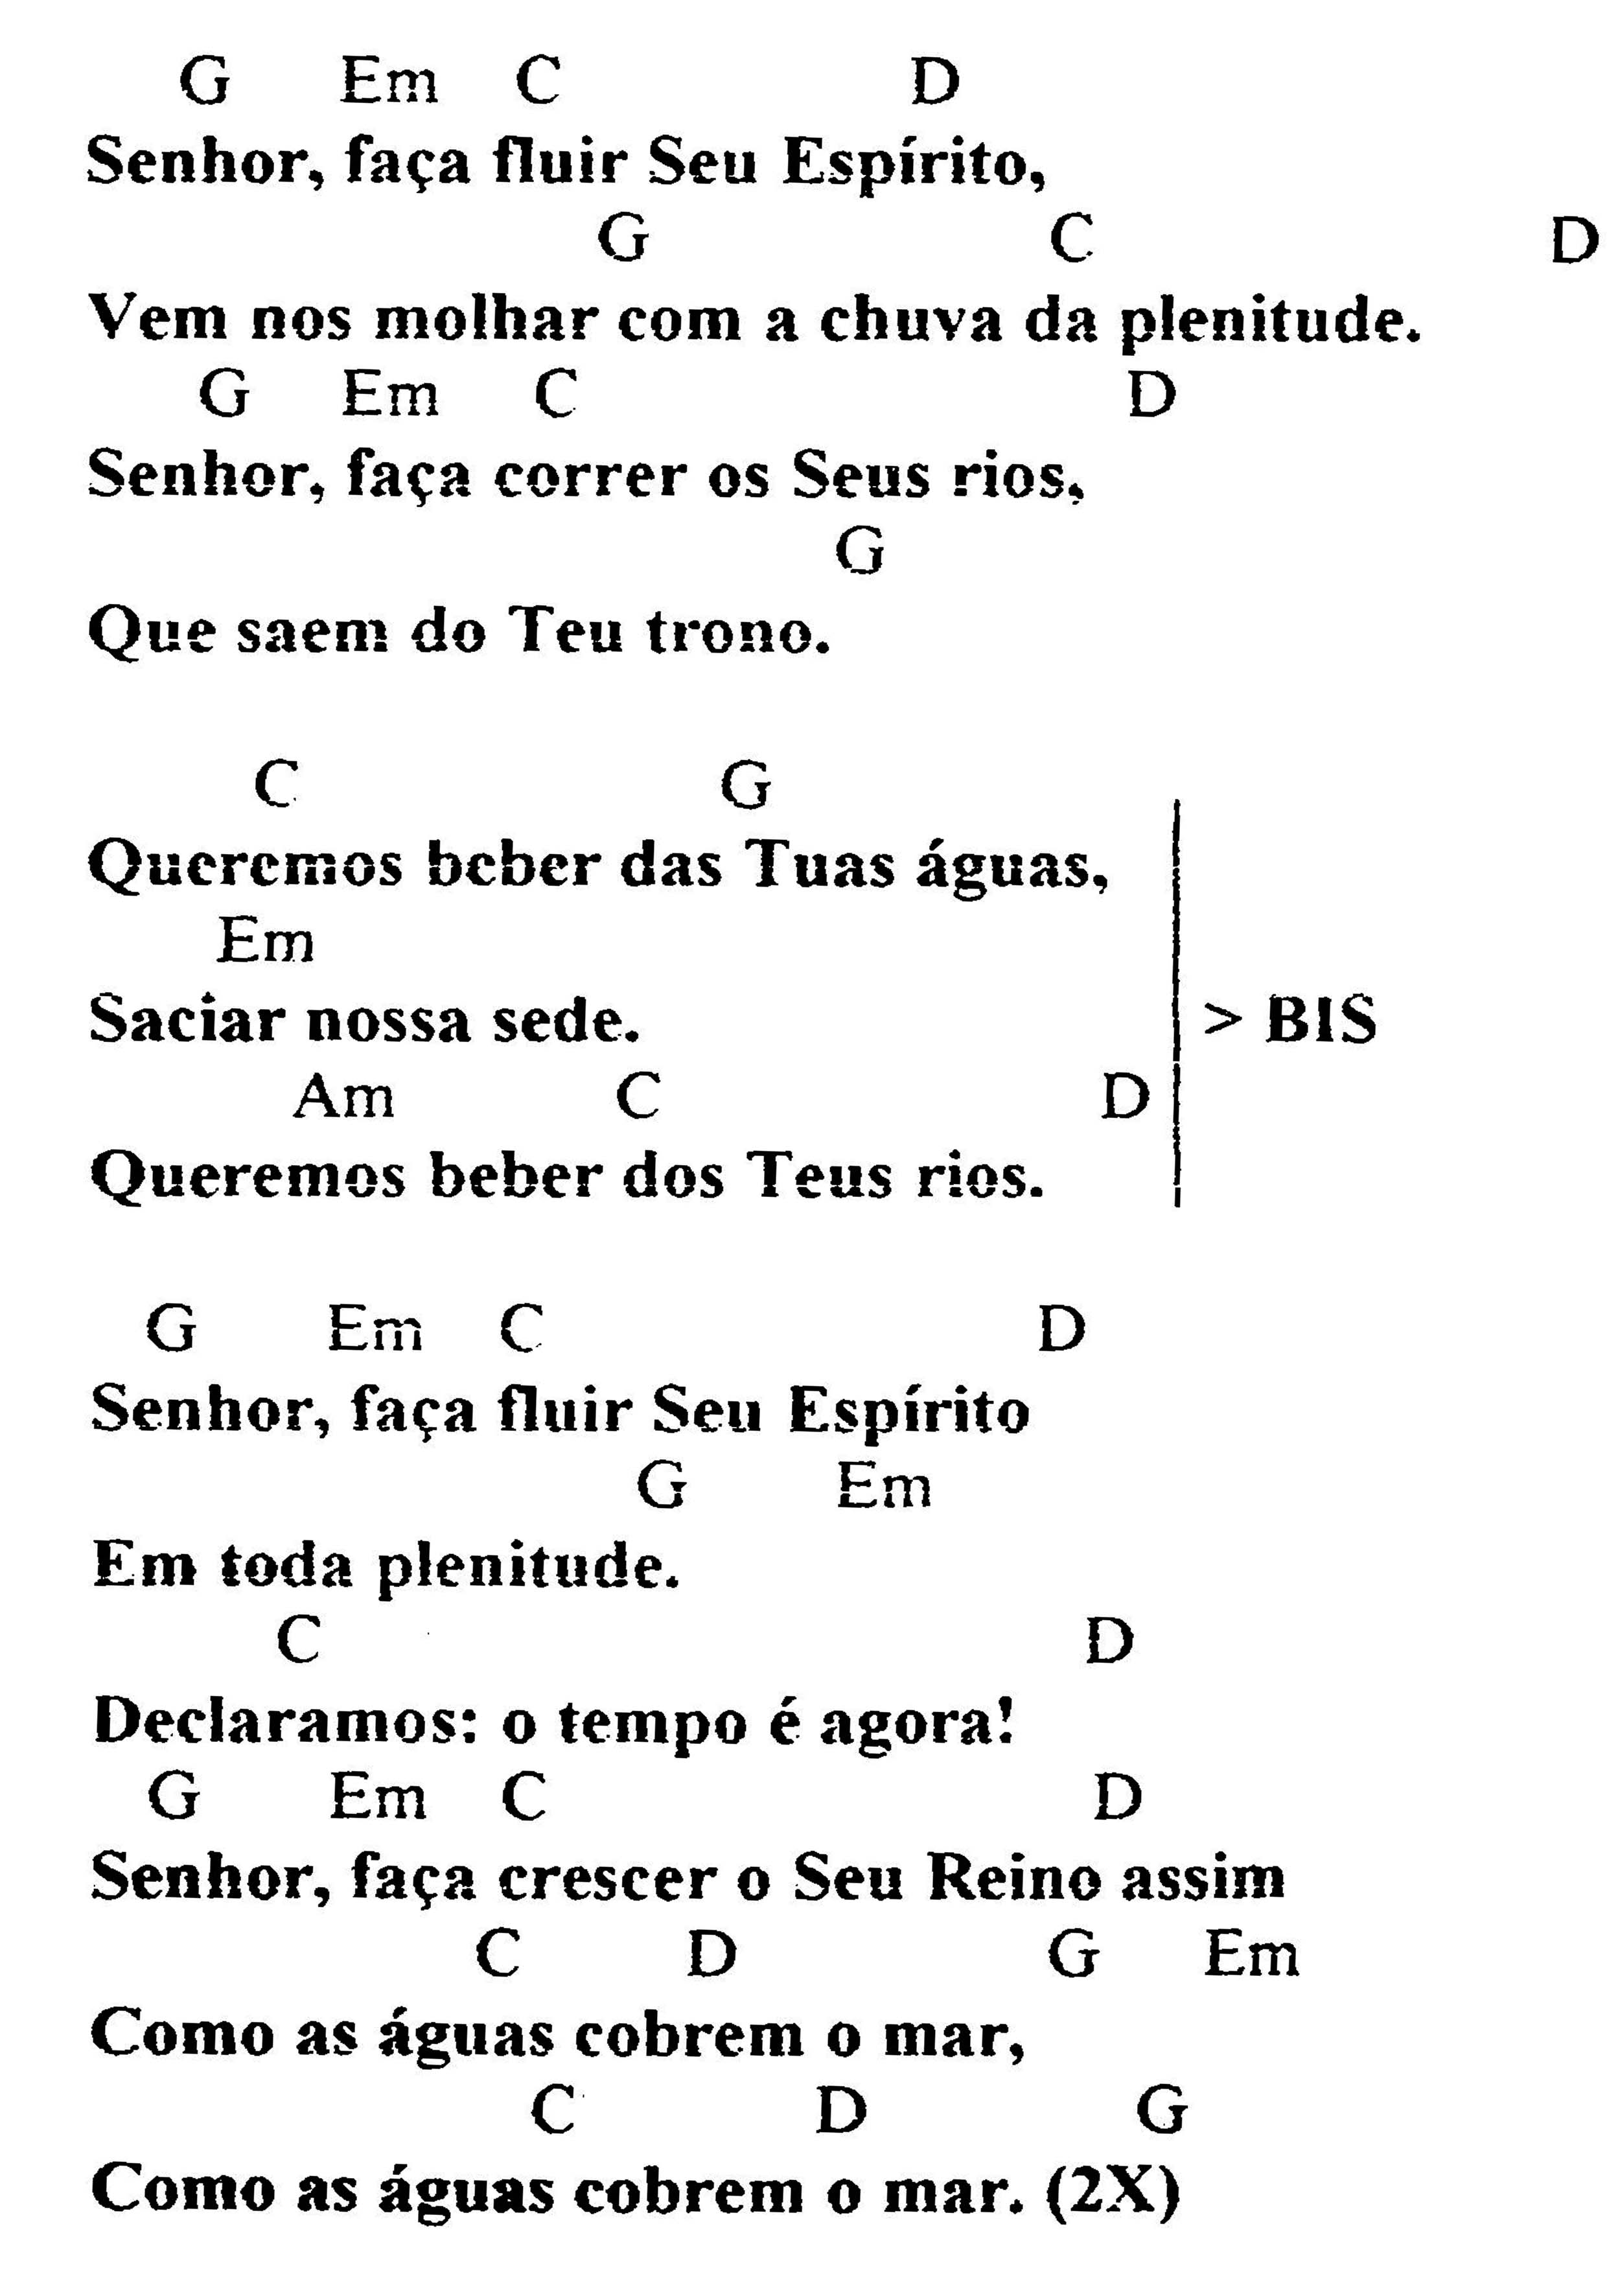 G Em C D
Senhor, faça fluir Seu Espírito,
G C D
Vem nos molhar com a chuva da plenitude.
G Em C D
Senhor, faça correr os Seus rios,
G
Que saem do Teu trono.
C G
Queremos beber das Tuas águas,
Em
Saciar nossa sede.
> BIS
Am C D
Queremos beber dos Teus rios.
G Em C D
Senhor, faça fluir Seu Espírito
G Em
Em toda plenitude.
C D
Declaramos: o tempo é agora!
G Em C D
Senhor, faça crescer o Seu Reino assim
C D G Em
Como as águas cobrem o mar,
C D G
Como as águas cobrem o mar. (2X)